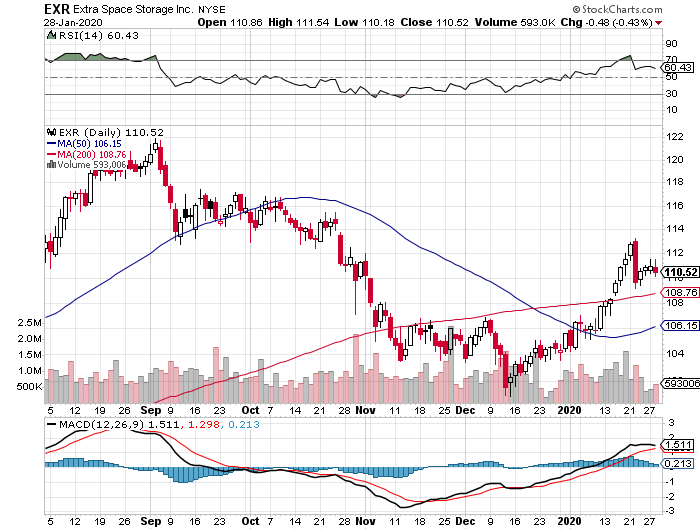 EXR Extra Space Storage Inc. NYSE © StockCharts.com
28-Jan-2020 Open 110.86 High 111.54 Low 110.18 Close 110.52 Volume 593.0K Chg -0.48 (-0.43%)
RSI(14) 60.43
90
70
60.43
50
30
10
EXR (Daily) 110.52
MA(50) 106.15
MA(200) 108.76
Volume 593,006
122
120
118
116
114
112
110.52
108.76
108
106.15
104
593006
2.5M
2.0M
1.5M
1.0M
500K
5 12 19 26 Sep 9 16 23 Oct 7 14 21 28 Nov 11 18 25 Dec 9 16 23 2020 13 21 27
MACD(12,26,9) 1.511, 1.298, 0.213
3
1.511
0.213
-1
-2
-3
5 12 19 26 Sep 9 16 23 Oct 7 14 21 28 Nov 11 18 25 Dec 9 16 23 2020 13 21 27